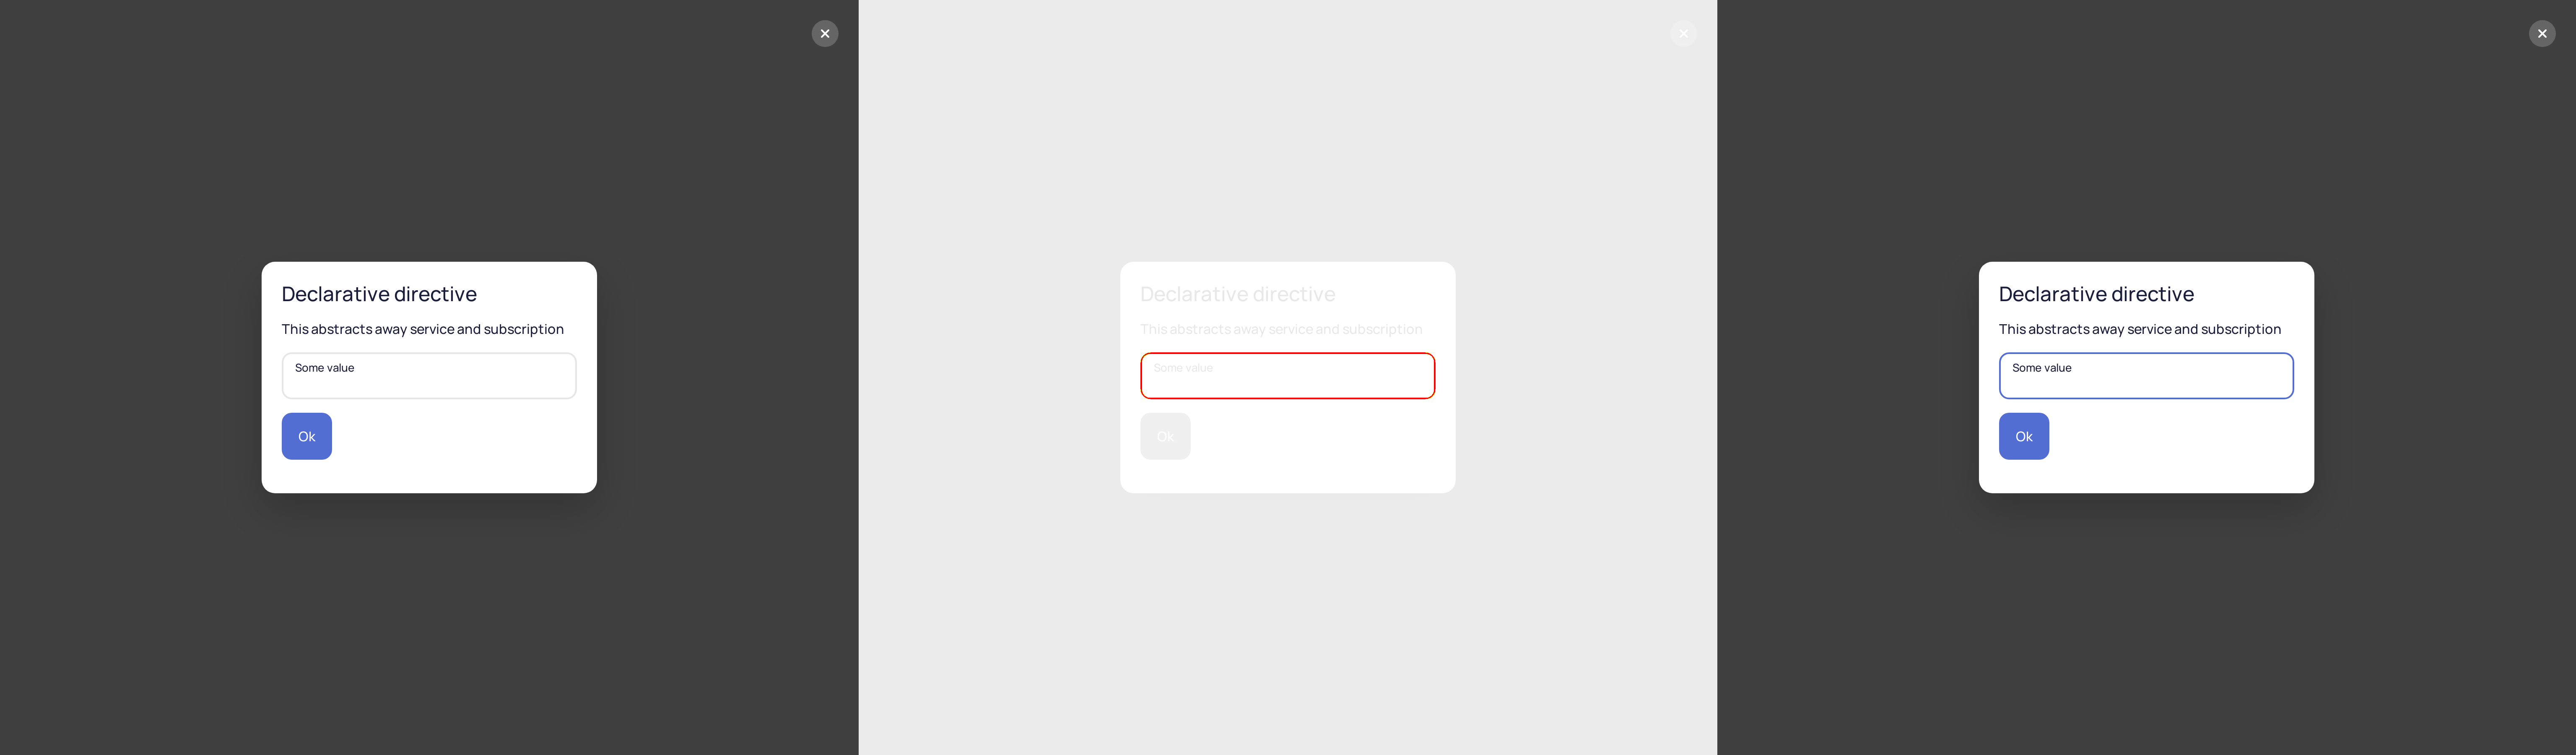 Declarative directive
This abstracts away service and subscription
Some value
Ok
Declarative directive
This abstracts away service and subscription
Some value
Ok
Declarative directive
This abstracts away service and subscription
Some value
Ok